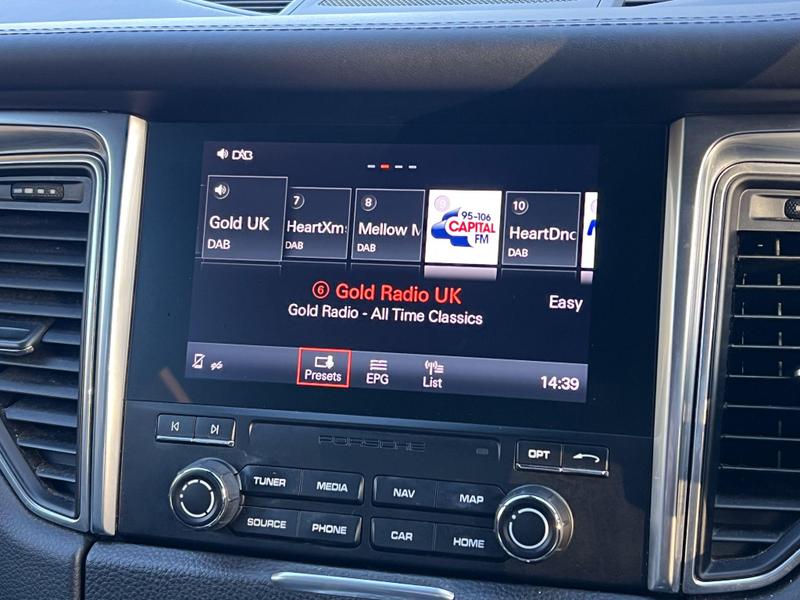 DAB
Gold UK
DAB
7
HeartXm
DAB
8
Mellow M
DAB
9
95-106
CAPITAL
FM
10
HeartDnc
DAB
6 Gold Radio UK
Easy
Gold Radio - All Time Classics
Presets
EPG
List
14:39
PORSCHE
OPT
TUNER
MEDIA
NAV
MAP
SOURCE
PHONE
CAR
HOME